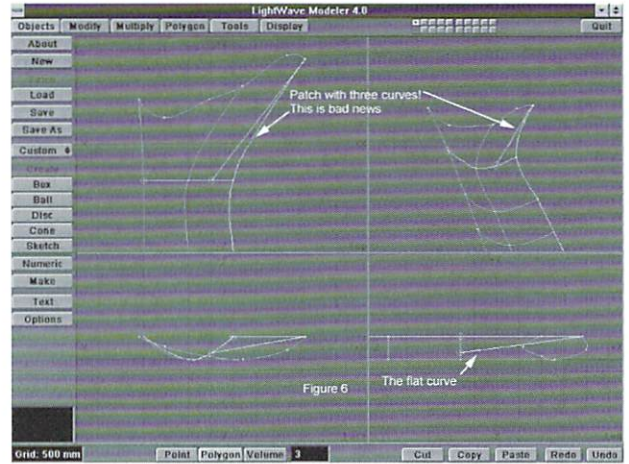 LightWave Modeler 4.0
Objects Modify Multiply Polygon Tools Display Quit
About
New
Load
Save
Save As
Custom
Create
Box
Ball
Disc
Cone
Sketch
Numeric
Make
Text
Options
Patch with three curves!
This is bad news
The flat curve
Figure 6
Grid: 500 mm Point Polygon Volume 3 Cut Copy Paste Redo Undo